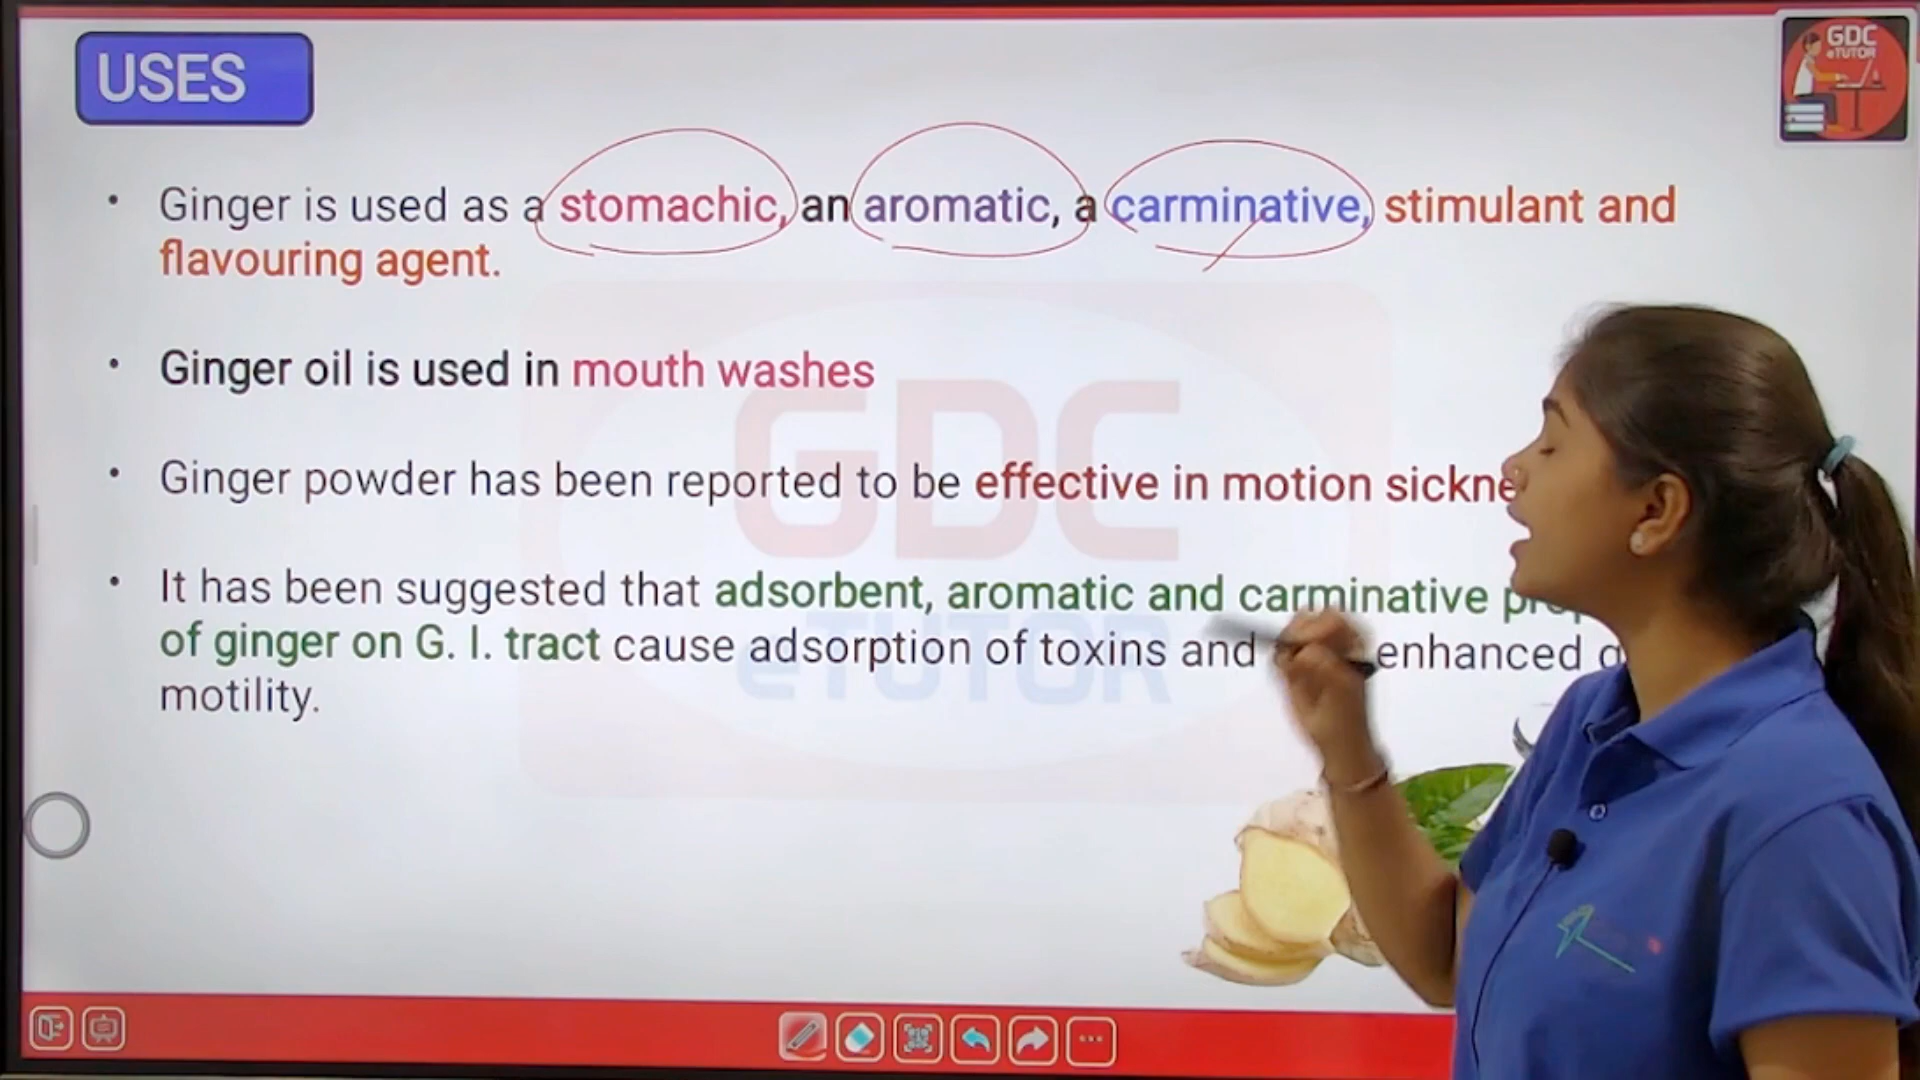 USES
GDC
eTUTOR
• Ginger is used as a stomachic, an aromatic, a carminative, stimulant and
flavouring agent.
• Ginger oil is used in mouth washes
• Ginger powder has been reported to be effective in motion
• It has been suggested that adsorbent, aromatic and carminative
of ginger on G. I. tract cause adsorption of toxins and enhanced
motility.
GDC
eTUTOR